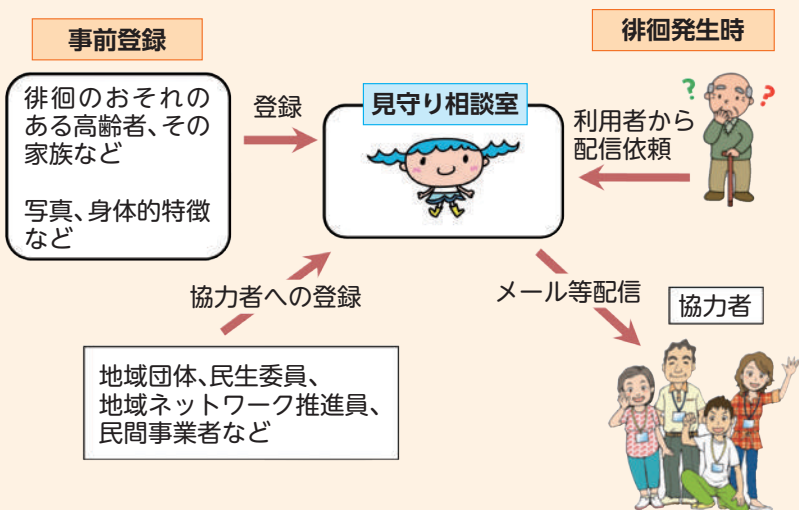 事前登録
徘徊のおそれの
ある高齢者、その
家族など
写真、身体的特徴
など
登録
見守り相談室
徘徊発生時
? ?
利用者から
配信依頼
協力者への登録
地域団体、民生委員、
地域ネットワーク推進員、
民間事業者など
メール等配信
協力者